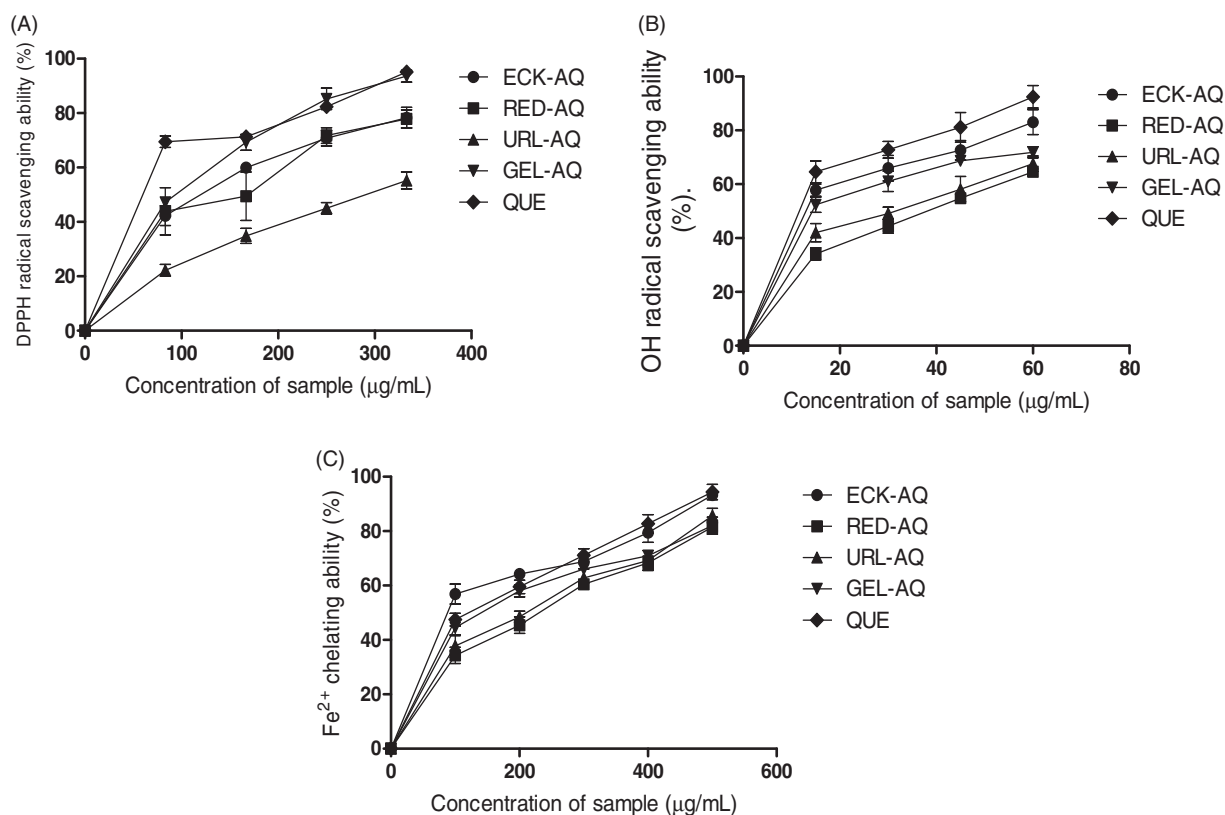 (A)
DPPH radical scavenging ability (%)
100
80
60
40
20
0
0 100 200 300 400
Concentration of sample (μg/mL)
ECK-AQ
RED-AQ
URL-AQ
GEL-AQ
QUE
(B)
OH radical scavenging ability
(%).
100
80
60
40
20
0
0 20 40 60 80
Concentration of sample (μg/mL)
ECK-AQ
RED-AQ
URL-AQ
GEL-AQ
QUE
(C)
Fe²⁺ chelating ability (%)
100
80
60
40
20
0
0 200 400 600
Concentration of sample (μg/mL)
ECK-AQ
RED-AQ
URL-AQ
GEL-AQ
QUE